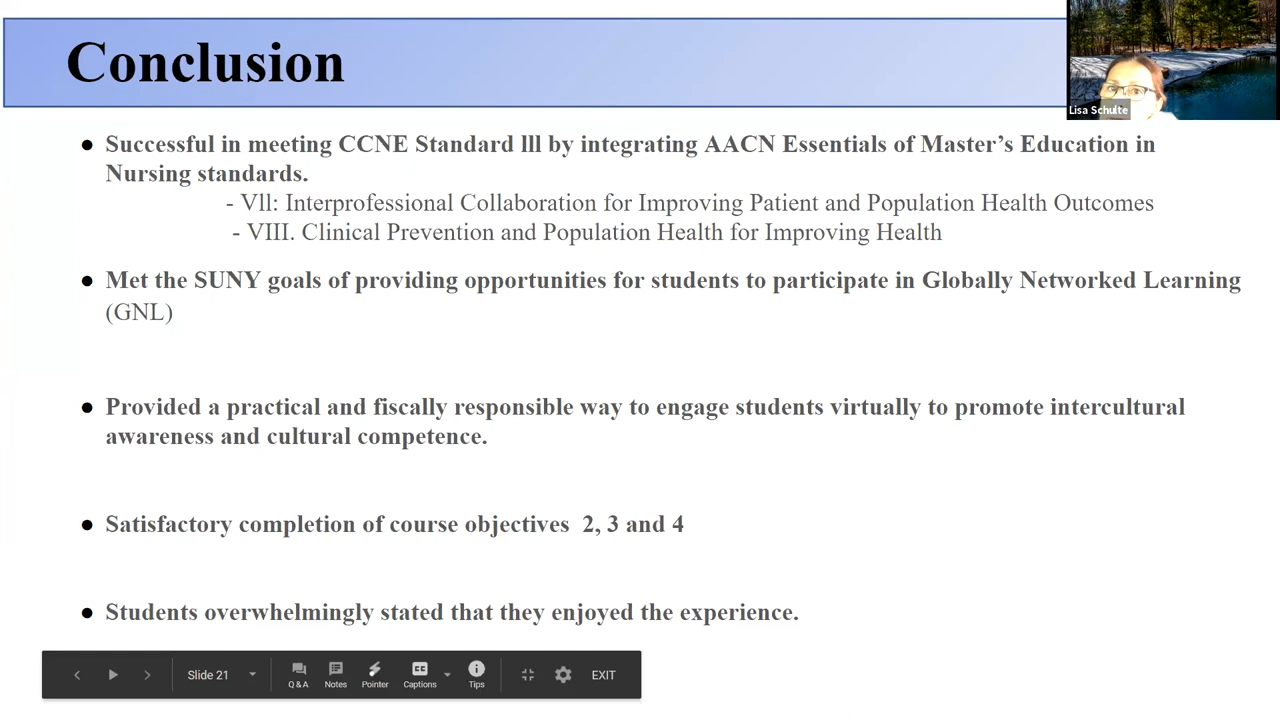 Conclusion
Lisa Schulte
● Successful in meeting CCNE Standard lll by integrating AACN Essentials of Master’s Education in
Nursing standards.
- Vll: Interprofessional Collaboration for Improving Patient and Population Health Outcomes
- VIII. Clinical Prevention and Population Health for Improving Health
● Met the SUNY goals of providing opportunities for students to participate in Globally Networked Learning
(GNL)
● Provided a practical and fiscally responsible way to engage students virtually to promote intercultural
awareness and cultural competence.
● Satisfactory completion of course objectives  2, 3 and 4
● Students overwhelmingly stated that they enjoyed the experience.
Slide 21 Q & A Notes Pointer Captions Tips EXIT